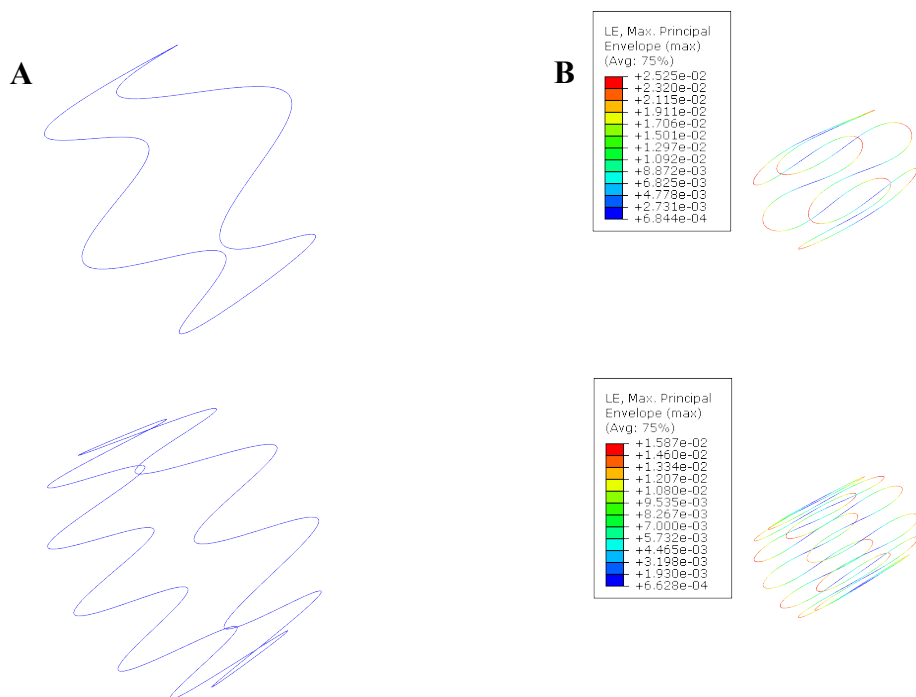 A
B
LE, Max. Principal
Envelope (max)
(Avg: 75%)
+2.525e-02
+2.320e-02
+2.115e-02
+1.911e-02
+1.706e-02
+1.501e-02
+1.297e-02
+1.092e-02
+8.872e-03
+6.825e-03
+4.778e-03
+2.731e-03
+6.844e-04
LE, Max. Principal
Envelope (max)
(Avg: 75%)
+1.587e-02
+1.460e-02
+1.334e-02
+1.207e-02
+1.080e-02
+9.535e-03
+8.267e-03
+7.000e-03
+5.732e-03
+4.465e-03
+3.198e-03
+1.930e-03
+6.628e-04